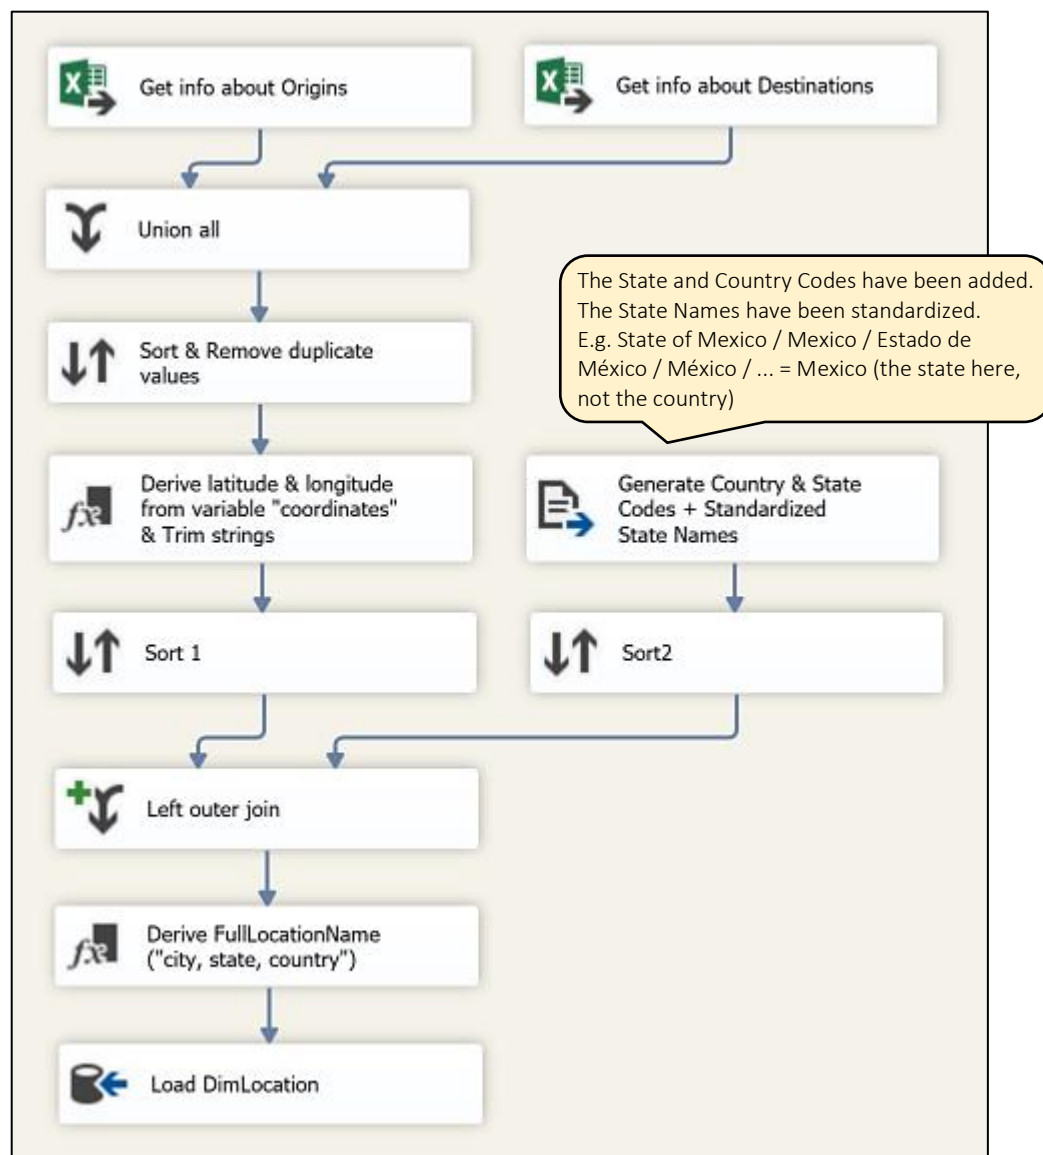 Get info about Origins
Get info about Destinations
Union all
The State and Country Codes have been added.
The State Names have been standardized.
E.g. State of Mexico / Mexico / Estado de
México / México / ... = Mexico (the state here,
not the country)
Sort & Remove duplicate
values
Derive latitude & longitude
from variable "coordinates"
& Trim strings
Generate Country & State
Codes + Standardized
State Names
Sort 1
Sort2
Left outer join
Derive FullLocationName
("city, state, country")
Load DimLocation